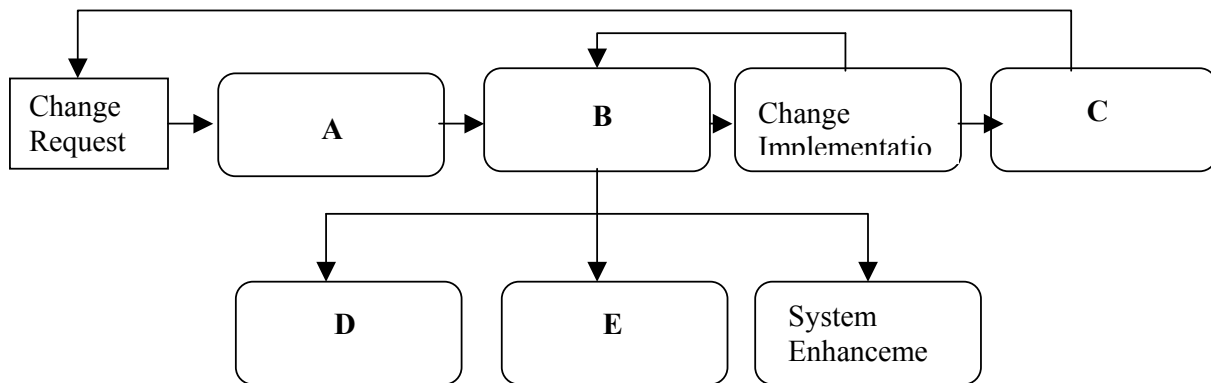 Change
Request
A
B
Change
Implementatio
C
D
E
System
Enhanceme